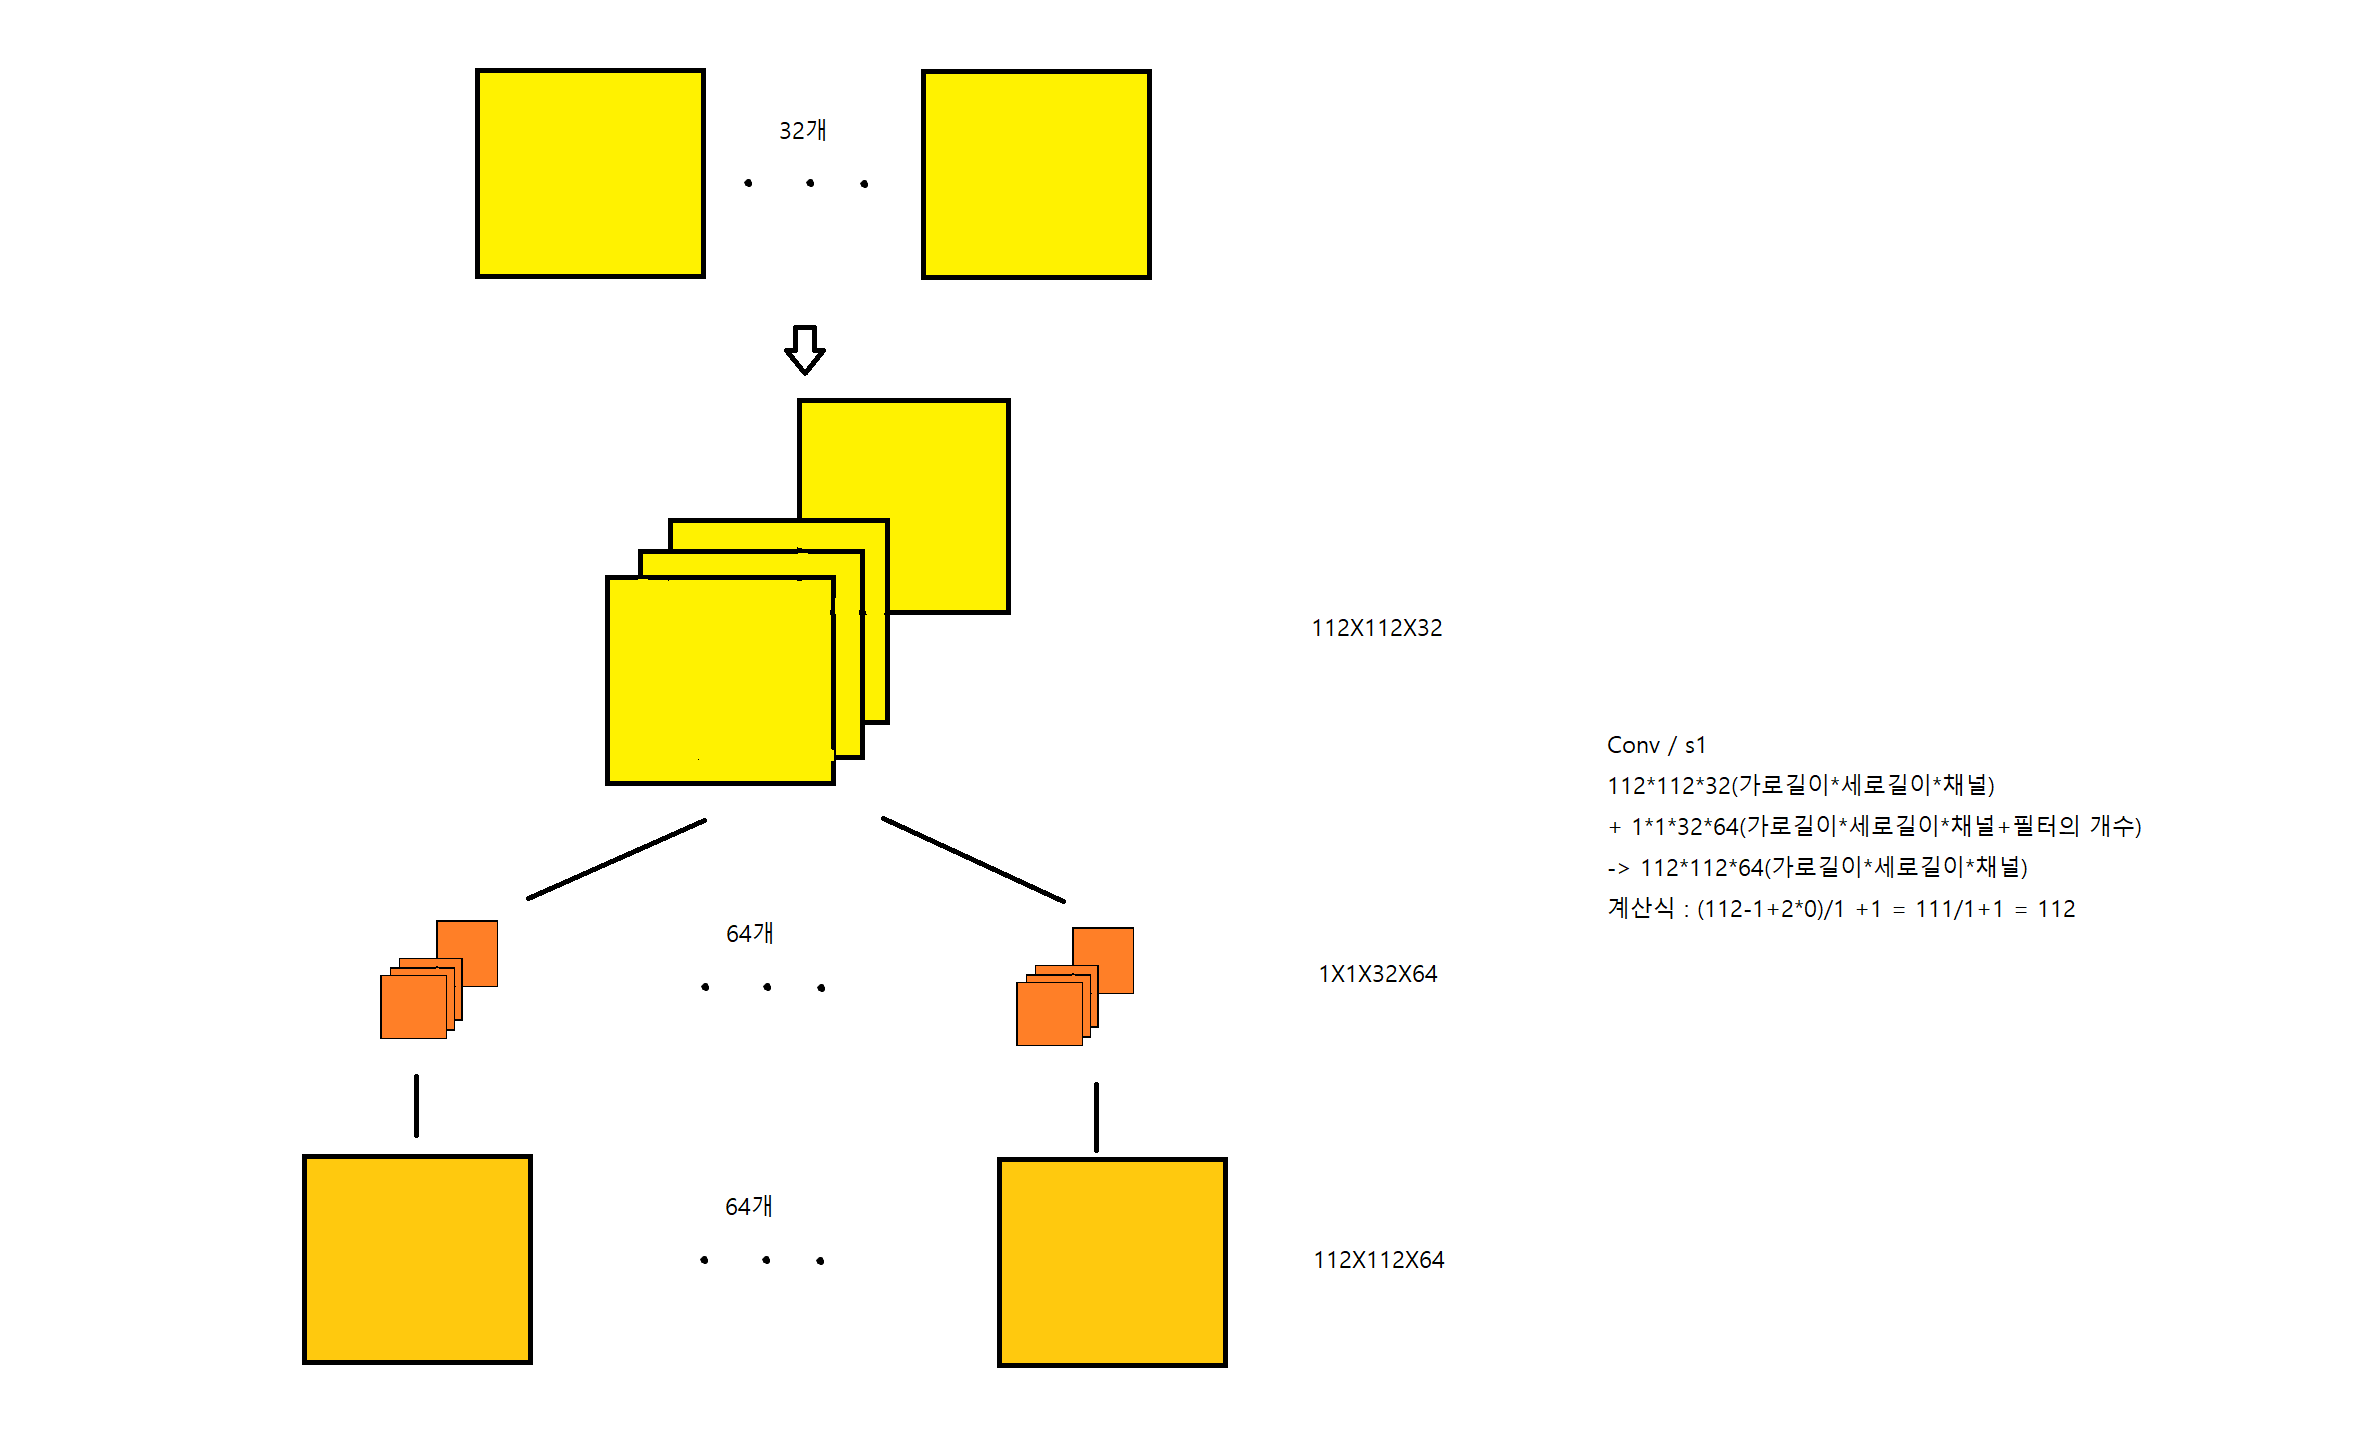 32개
112X112X32
Conv / s1
112*112*32(가로길이*세로길이*채널)
+ 1*1*32*64(가로길이*세로길이*채널+필터의 개수)
-> 112*112*64(가로길이*세로길이*채널)
계산식 : (112-1+2*0)/1 +1 = 111/1+1 = 112
64개
1X1X32X64
64개
112X112X64